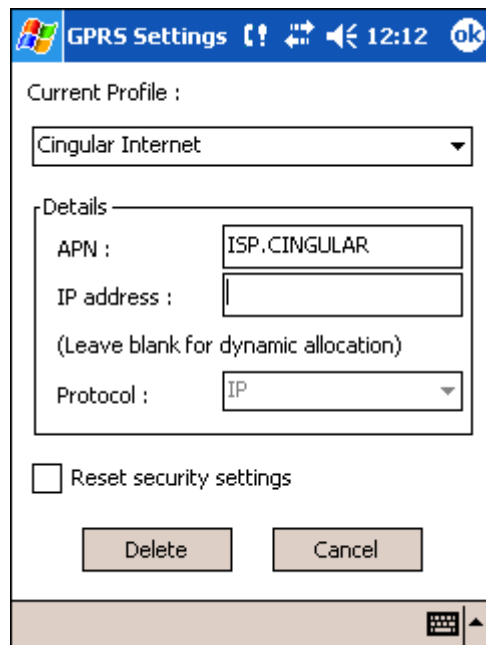 GPRS Settings 12:12 ok
Current Profile :
Cingular Internet
Details
APN : ISP.CINGULAR
IP address :
(Leave blank for dynamic allocation)
Protocol : IP
Reset security settings
Delete Cancel